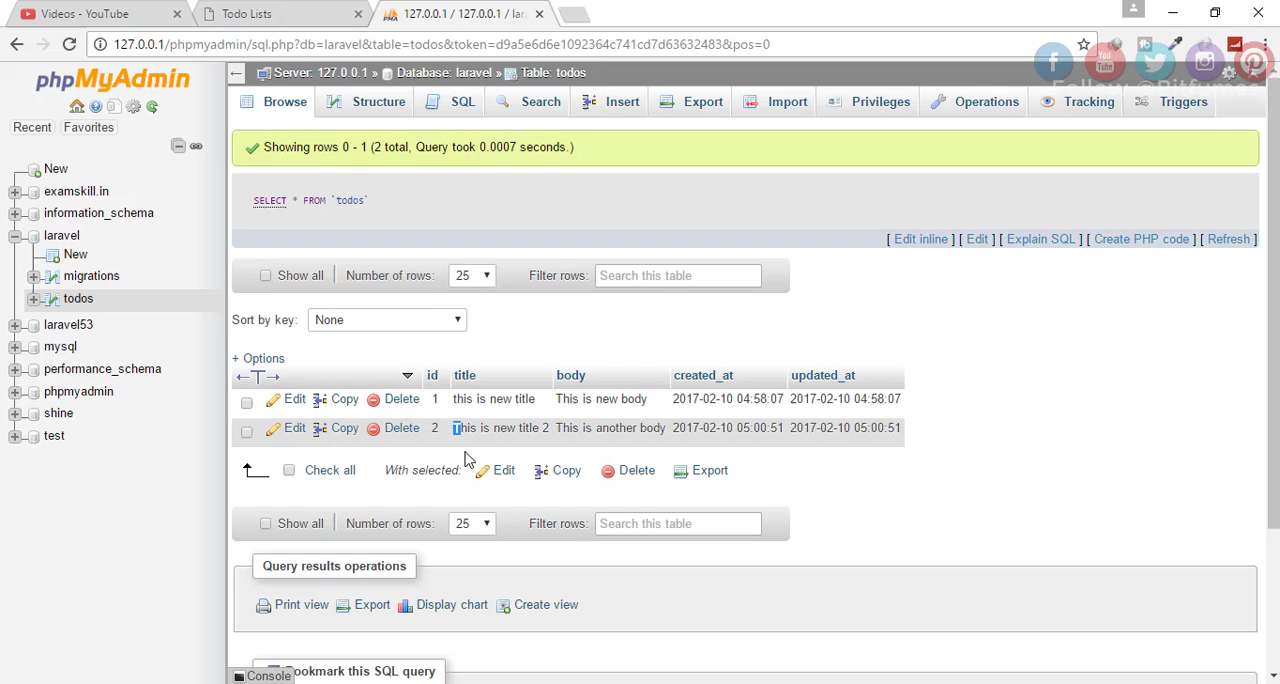 Videos - YouTube
Todo Lists
127.0.0.1 / 127.0.0.1 / lar
127.0.0.1/phpmyadmin/sql.php?db=laravel&table=todos&token=d9a5e6d6e1092364c741cd7d63632483&pos=0
phpMyAdmin
Server: 127.0.0.1 » Database: laravel » Table: todos
You Tube
Browse Structure SQL Search Insert Export Import Privileges Operations Tracking Triggers
Recent Favorites
Showing rows 0 - 1 (2 total, Query took 0.0007 seconds.)
New
examskill.in
information_schema
laravel
New
migrations
todos
laravel53
mysql
performance_schema
phpmyadmin
shine
test
SELECT * FROM `todos`
[ Edit inline ] [ Edit ] [ Explain SQL ] [ Create PHP code ] [ Refresh ]
Show all Number of rows: 25 Filter rows: Search this table
Sort by key: None
+ Options
id title body created_at updated_at
Edit Copy Delete 1 this is new title This is new body 2017-02-10 04:58:07 2017-02-10 04:58:07
Edit Copy Delete 2 This is new title 2 This is another body 2017-02-10 05:00:51 2017-02-10 05:00:51
Check all With selected: Edit Copy Delete Export
Show all Number of rows: 25 Filter rows: Search this table
Query results operations
Print view Export Display chart Create view
Bookmark this SQL query
Console